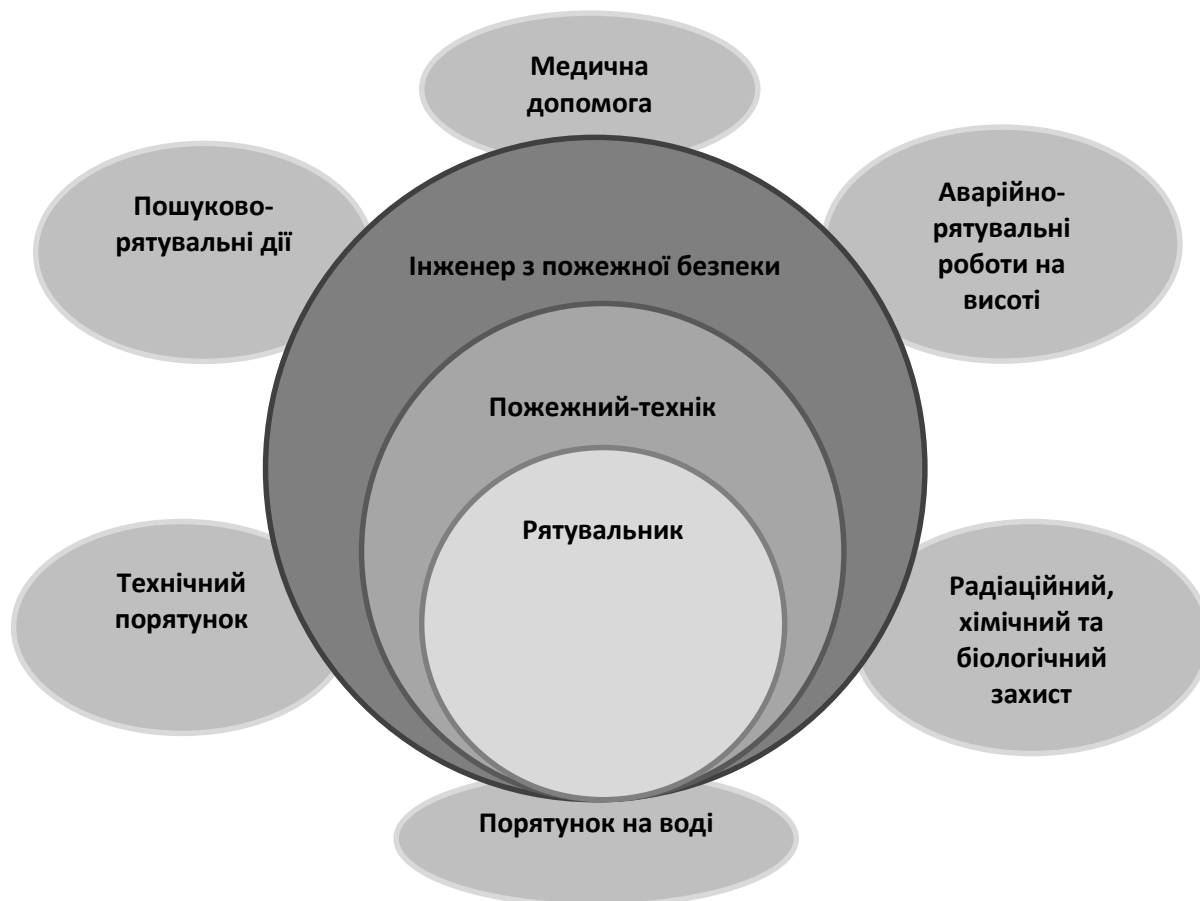 Медична
допомога
Пошуково-
рятувальні дії
Аварійно-
рятувальні
роботи на
висоті
Інженер з пожежної безпеки
Пожежний-технік
Рятувальник
Технічний
порятунок
Радіаційний,
хімічний та
біологічний
захист
Порятунок на воді